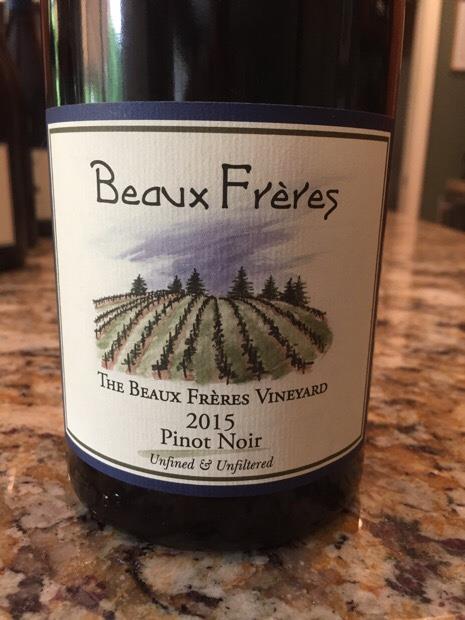 Beaux Frères
The Beaux Frères Vineyard
2015
Pinot Noir
Unfined & Unfiltered